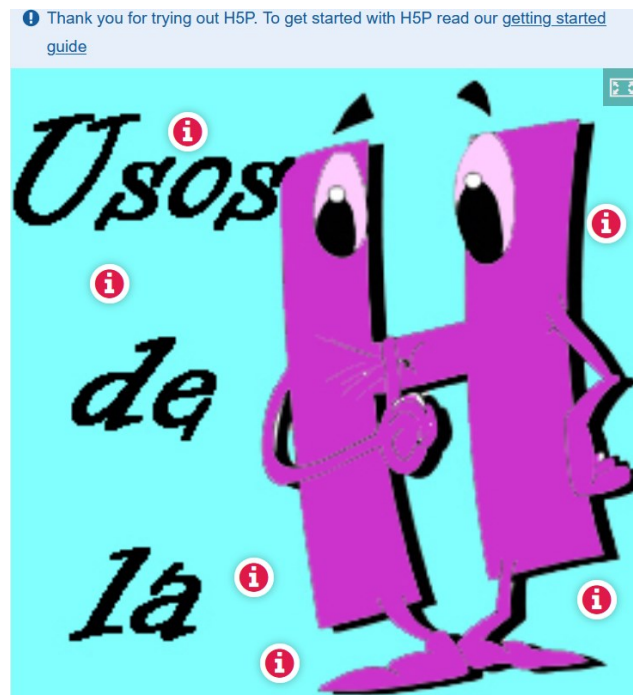 Thank you for trying out H5P. To get started with H5P read our getting started
guide
Usos
de
la
H